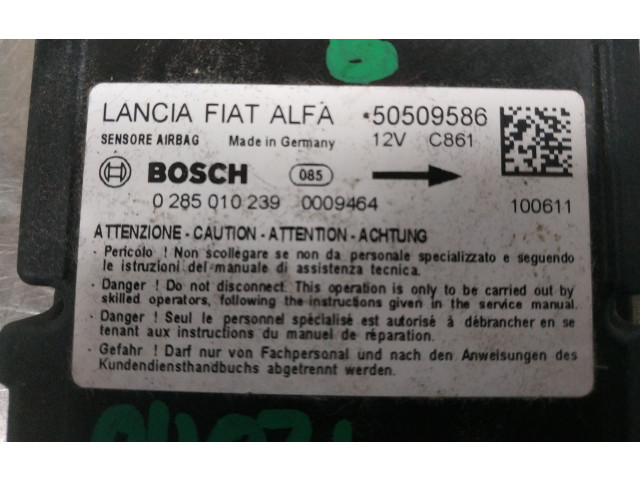 LANCIA FIAT ALFA •50509586
SENSORE AIRBAG Made in Germany 12V C861
BOSCH 085
0 285 010 239 0009464 100611
ATTENZIONE - CAUTION - ATTENTION - ACHTUNG
- Pericolo ! Non scollegare se non da personale specializzato e seguendo
le istruzioni del manuale di assistenza tecnica.
- Danger ! Do not disconnect. This operation is only to be carried out by
skilled operators, following the instructions given in the service manual.
- Danger ! Seul le personnel spécialisé est autorisé à débrancher en se
tenant aux instructions du manuel de réparation.
- Gefahr ! Darf nur von Fachpersonal und nach den Anweisungen des
Kundendiensthandbuchs abgetrennt werden.